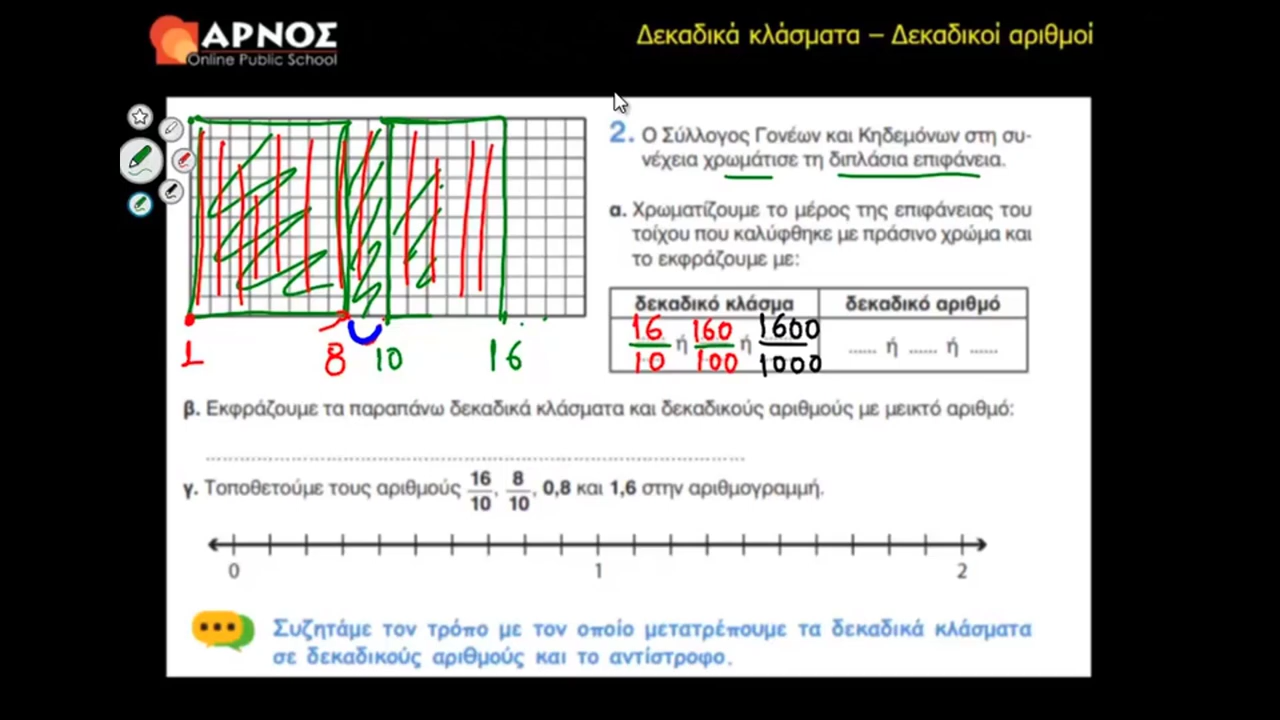 ΑΡΝΟΣ
Online Public School
Δεκαδικά κλάσματα – Δεκαδικοί αριθμοί
2. Ο Σύλλογος Γονέων και Κηδεμόνων στη συ-
νέχεια χρωμάτισε τη διπλάσια επιφάνεια.
α. Χρωματίζουμε το μέρος της επιφάνειας του
τοίχου που καλύφθηκε με πράσινο χρώμα και
το εκφράζουμε με:
δεκαδικό κλάσμα δεκαδικό αριθμό
16/10 ή 160/100 ή 1600/1000 ...... ή ...... ή ......
1 8 10 16
β. Εκφράζουμε τα παραπάνω δεκαδικά κλάσματα και δεκαδικούς αριθμούς με μεικτό αριθμό:
γ. Τοποθετούμε τους αριθμούς 16/10, 8/10, 0,8 και 1,6 στην αριθμογραμμή.
0 1 2
Συζητάμε τον τρόπο με τον οποίο μετατρέπουμε τα δεκαδικά κλάσματα
σε δεκαδικούς αριθμούς και το αντίστροφο.